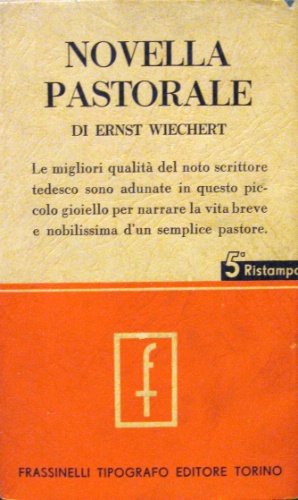 NOVELLA
PASTORALE
DI ERNST WIECHERT
Le migliori qualità del noto scrittore
tedesco sono adunate in questo pic-
colo gioiello per narrare la vita breve
e nobilissima d'un semplice pastore.
5ª Ristampa
f
FRASSINELLI TIPOGRAFO EDITORE TORINO